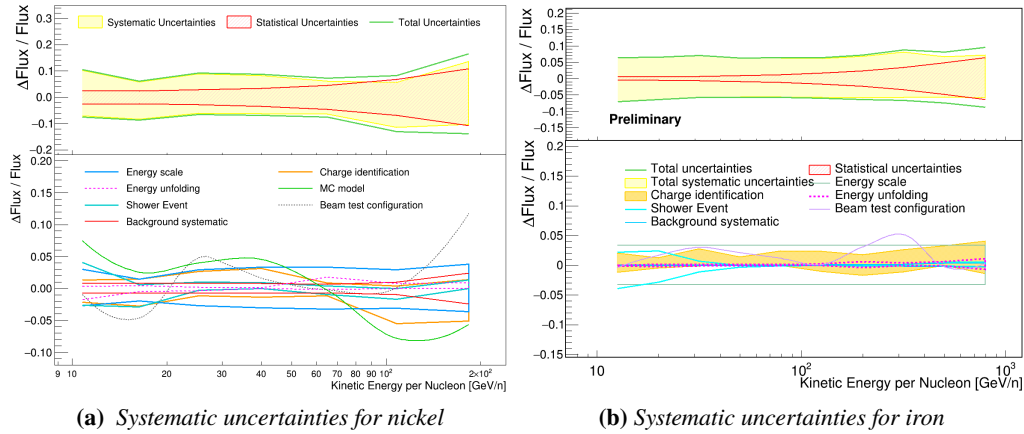 ΔFlux / Flux
0.3
0.2
0.1
0.0
−0.1
−0.2
Systematic Uncertainties
Statistical Uncertainties
Total Uncertainties
ΔFlux / Flux
0.20
0.15
0.10
0.05
0.00
−0.05
−0.10
Energy scale
Energy unfolding
Shower Event
Background systematic
Charge identification
MC model
Beam test configuration
9 10 20 30 40 50 60 70 80 10² 2×10²
Kinetic Energy per Nucleon [GeV/n]
(a) Systematic uncertainties for nickel
ΔFlux / Flux
0.2
0.15
0.1
0.05
0
−0.05
−0.1
−0.15
Preliminary
ΔFlux / Flux
0.15
0.1
0.05
0
−0.05
−0.1
−0.15
Total uncertainties
Total systematic uncertainties
Charge identification
Shower Event
Background systematic
Statistical uncertainties
Energy scale
Energy unfolding
Beam test configuration
10 10² 10³
Kinetic Energy per Nucleon [GeV/n]
(b) Systematic uncertainties for iron